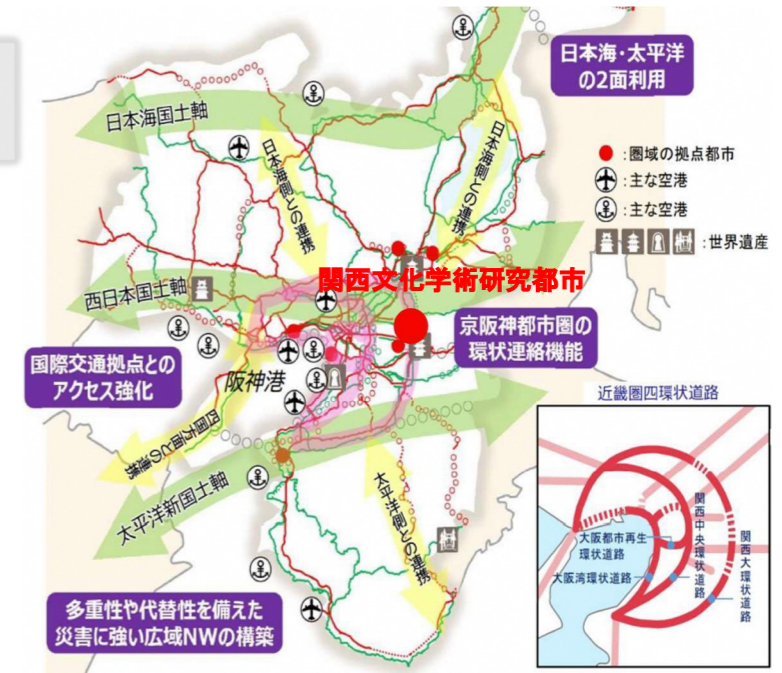 日本海・太平洋
の2面利用
日本海国土軸
日本海側との連携
日本海側との連携
:圏域の拠点都市
:主な空港
:主な空港
:世界遺産
関西文化学術研究都市
西日本国土軸
京阪神都市圏の
環状連絡機能
国際交通拠点との
アクセス強化
阪神港
四国方面との連携
太平洋新国土軸
太平洋側との連携
多重性や代替性を備えた
災害に強い広域NWの構築
近畿圏四環状道路
大阪都市再生
環状道路
大阪湾環状道路
関西中央環状道路
関西大環状道路